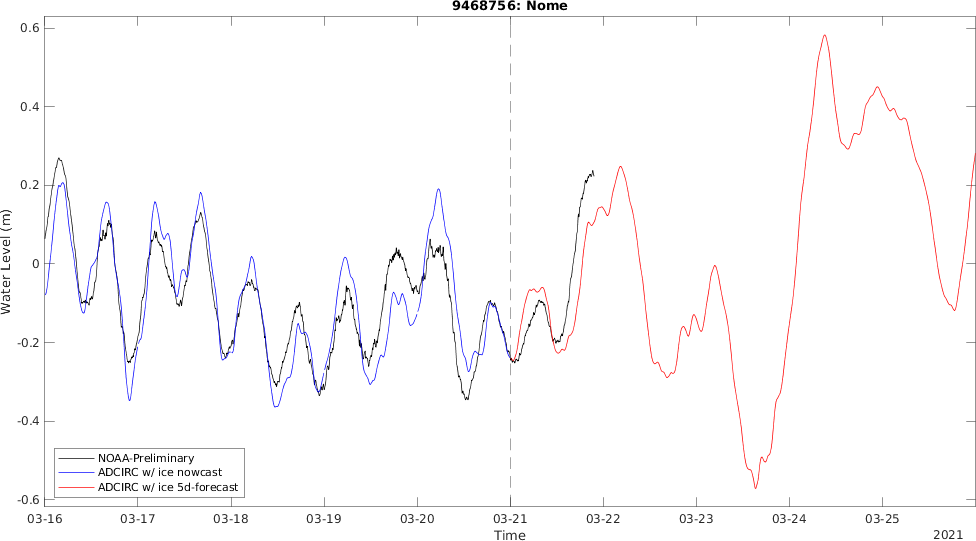 9468756: Nome
0.6
0.4
0.2
0
-0.2
-0.4
-0.6
Water Level (m)
NOAA-Preliminary
ADCIRC w/ ice nowcast
ADCIRC w/ ice 5d-forecast
03-16 03-17 03-18 03-19 03-20 03-21 03-22 03-23 03-24 03-25
Time
2021